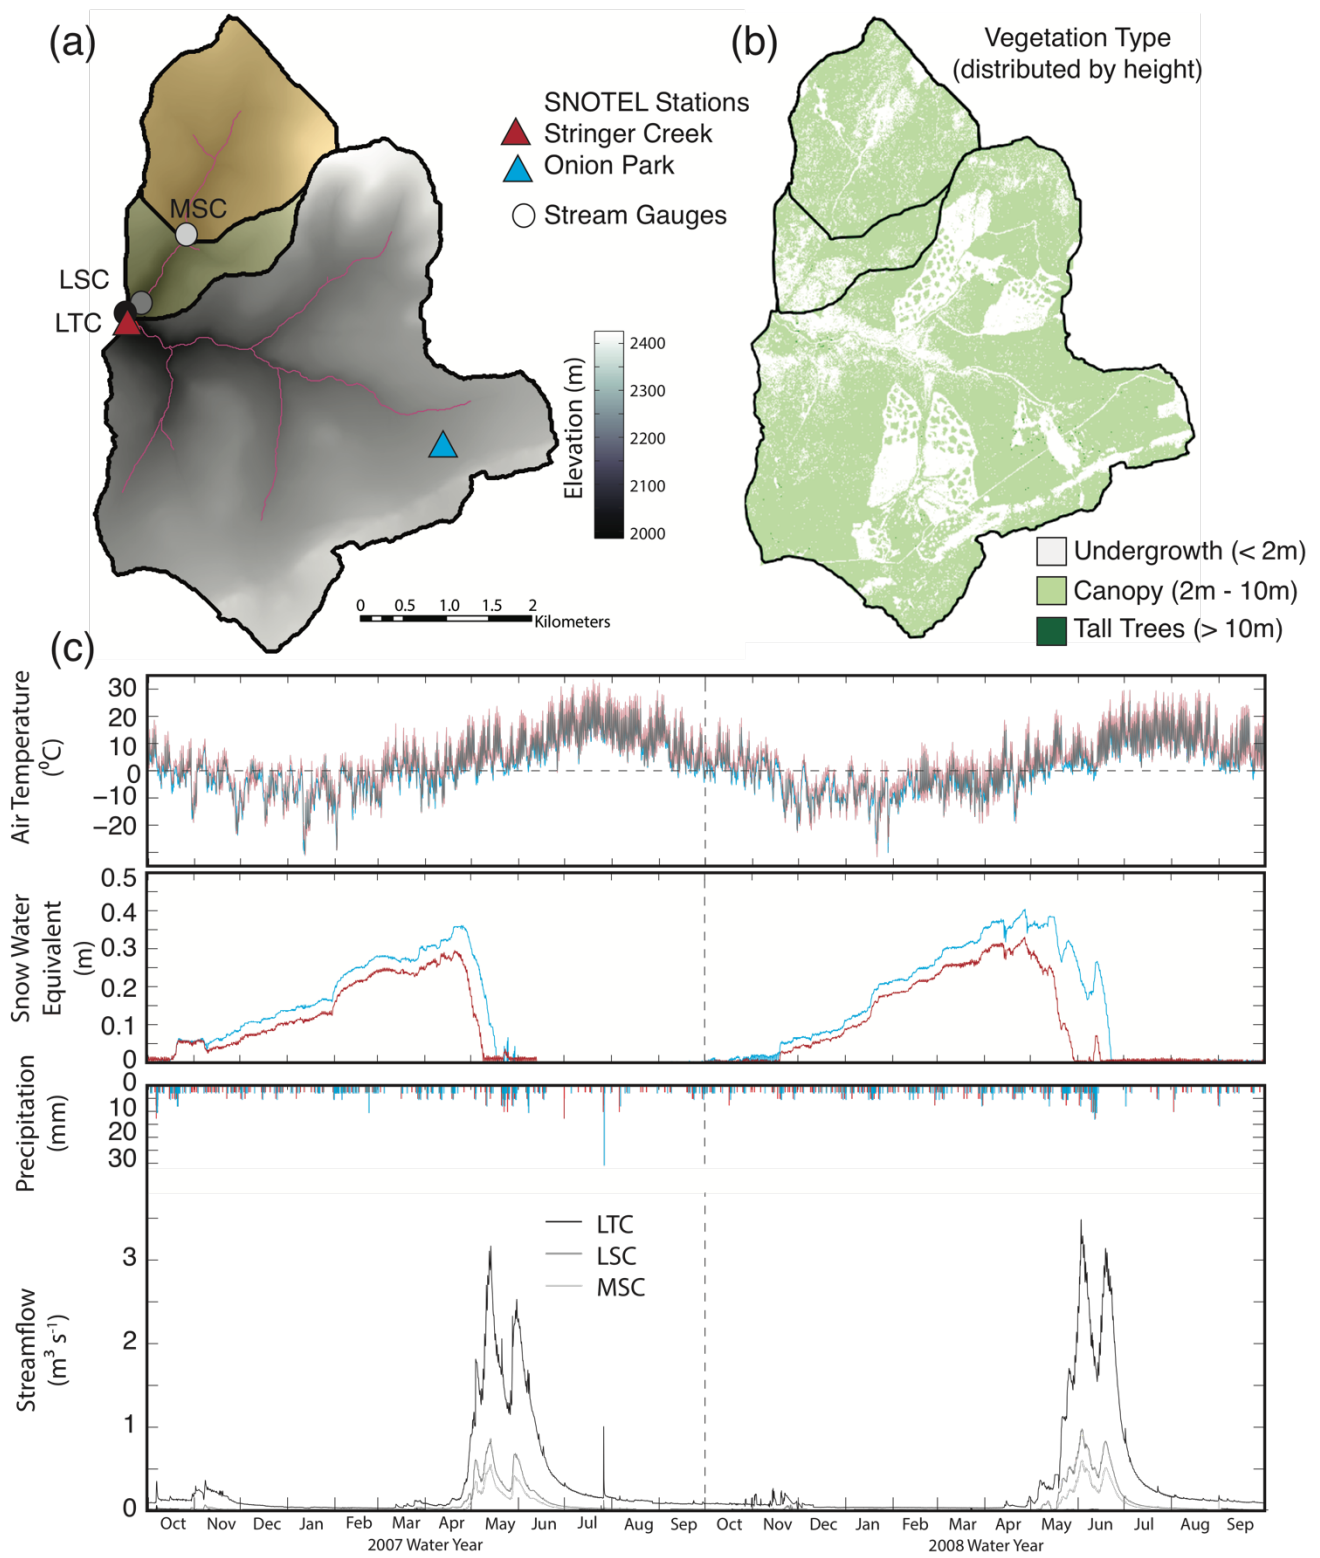 (a)
(b)
Vegetation Type
(distributed by height)
SNOTEL Stations
Stringer Creek
Onion Park
Stream Gauges
MSC
LSC
LTC
Elevation (m)
2400
2300
2200
2100
2000
0 0.5 1.0 1.5 2
Kilometers
Undergrowth (< 2m)
Canopy (2m - 10m)
Tall Trees (> 10m)
(c)
Air Temperature
(⁰C)
30
20
10
0
−10
−20
Snow Water
Equivalent
(m)
0.5
0.4
0.3
0.2
0.1
0
Precipitation
(mm)
0
10
20
30
Streamflow
(m³ s⁻¹)
3
2
1
0
LTC
LSC
MSC
Oct Nov Dec Jan Feb Mar Apr May Jun Jul Aug Sep Oct Nov Dec Jan Feb Mar Apr May Jun Jul Aug Sep
2007 Water Year 2008 Water Year